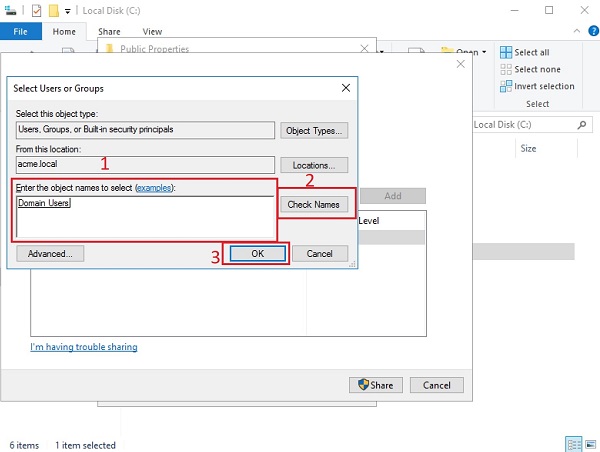 Local Disk (C:)
File
Home
Share
View
Public Properties
Open
Select all
Select none
Invert selection
Select
Select Users or Groups
Select this object type:
Users, Groups, or Built-in security principals
Object Types...
From this location:
acme.local
1
Locations...
2
Enter the object names to select (examples):
Domain Users
Check Names
Advanced...
3
OK
Cancel
Local Disk (C:)
Size
Add
Level
I'm having trouble sharing
Share
Cancel
6 items
1 item selected